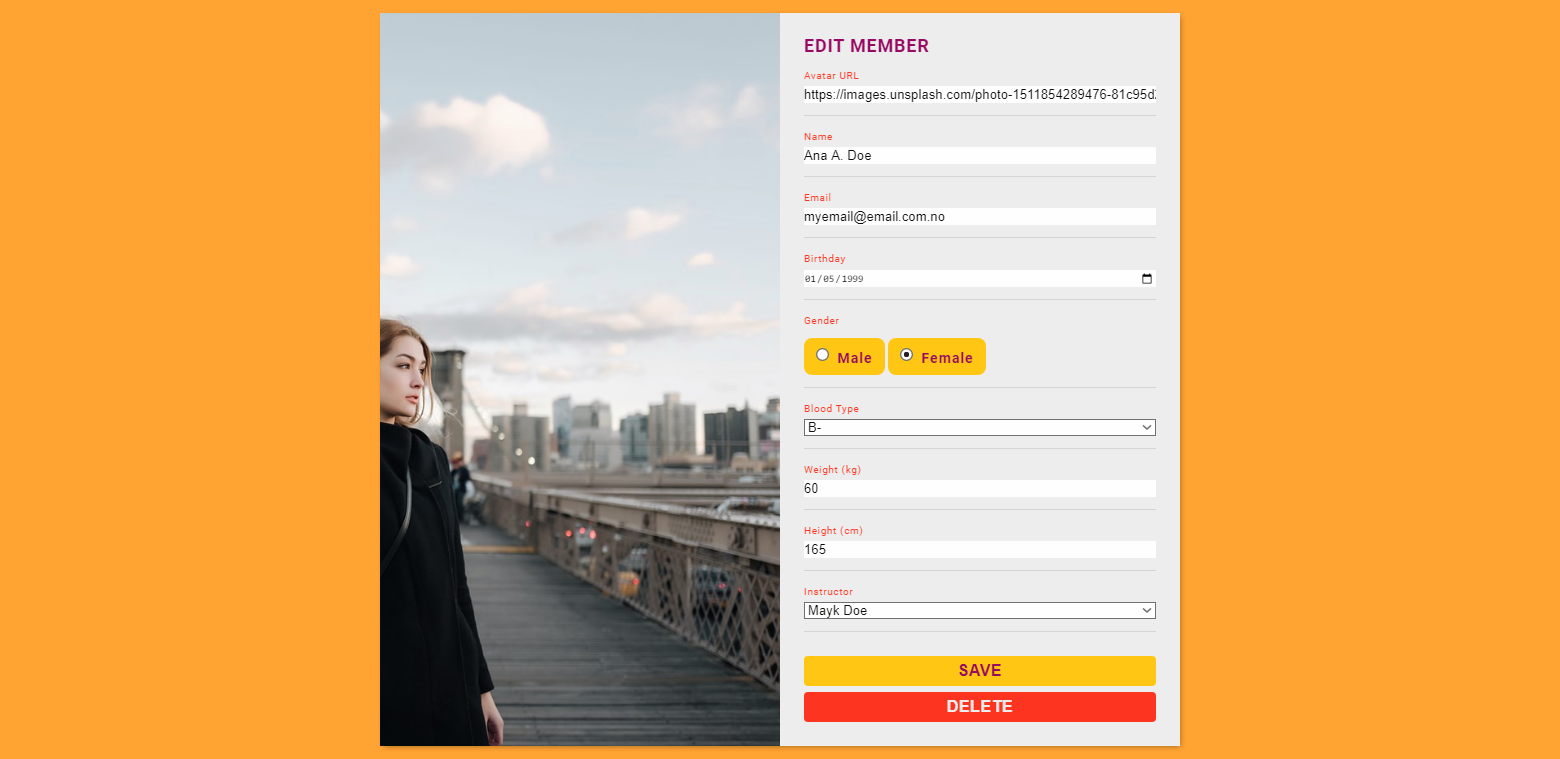 EDIT MEMBER
Avatar URL
https://images.unsplash.com/photo-1511854289476-81c95d
Name
Ana A. Doe
Email
myemail@email.com.no
Birthday
01/05/1999
Gender
Male Female
Blood Type
B-
Weight (kg)
60
Height (cm)
165
Instructor
Mayk Doe
SAVE
DELETE